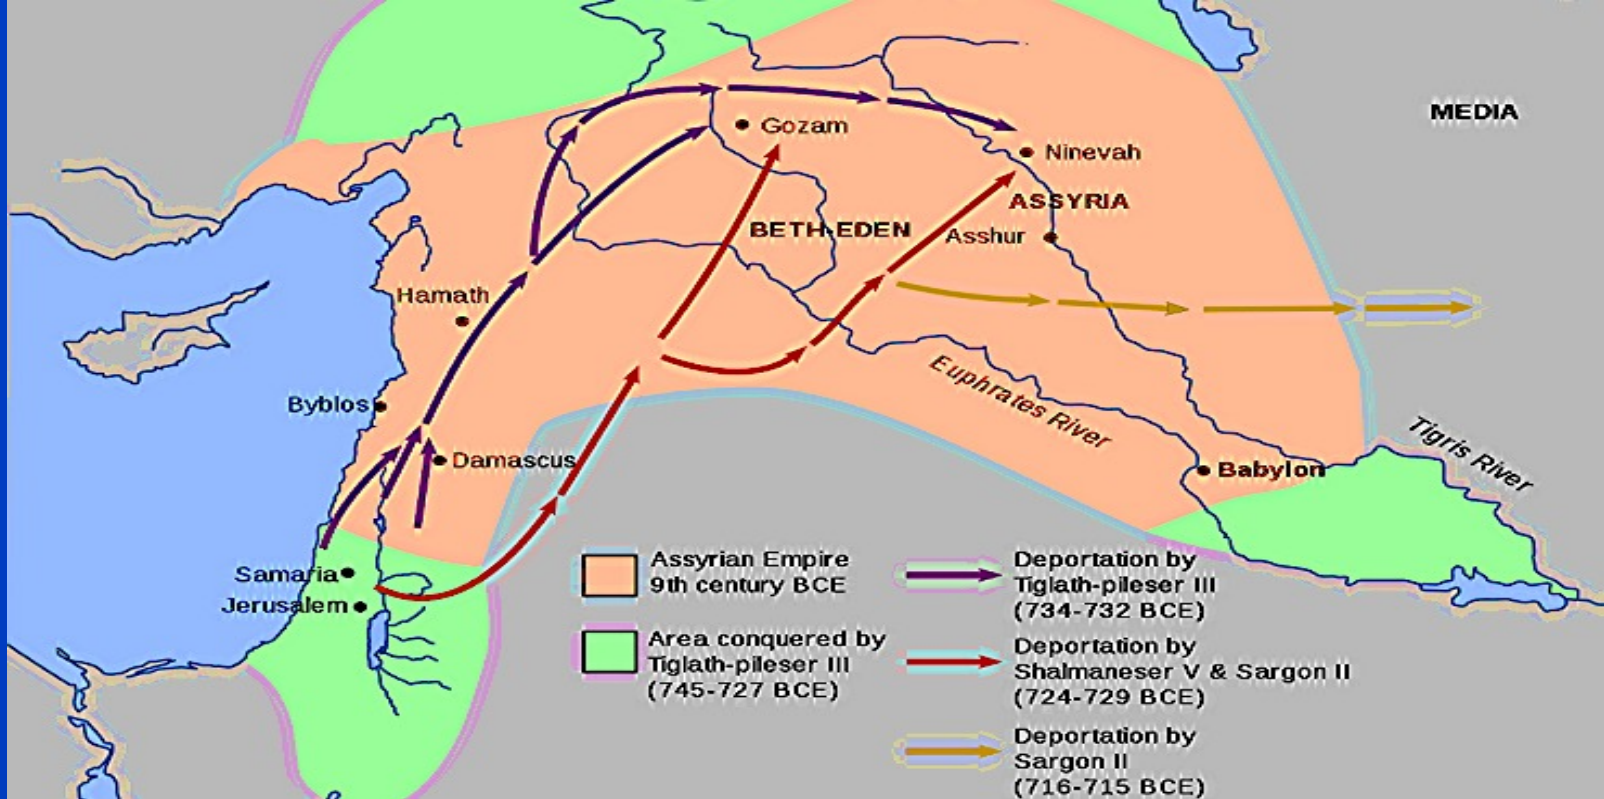 MEDIA
Gozam
Ninevah
ASSYRIA
BETH-EDEN
Asshur
Hamath
Euphrates River
Byblos
Tigris River
Damascus
Babylon
Samaria
Jerusalem
Assyrian Empire
9th century BCE
Area conquered by
Tiglath-pileser III
(745-727 BCE)
Deportation by
Tiglath-pileser III
(734-732 BCE)
Deportation by
Shalmaneser V & Sargon II
(724-729 BCE)
Deportation by
Sargon II
(716-715 BCE)